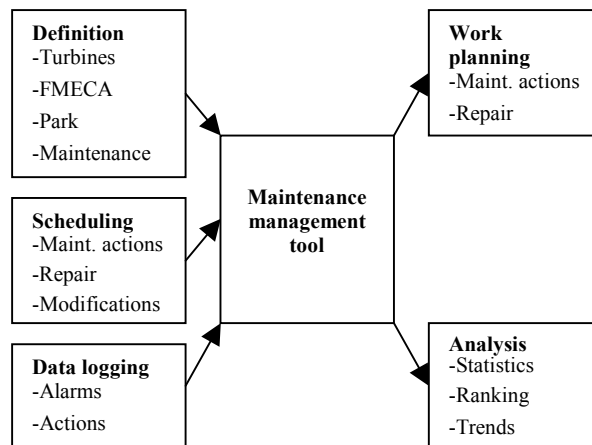 Definition
-Turbines
-FMECA
-Park
-Maintenance
Scheduling
-Maint. actions
-Repair
-Modifications
Data logging
-Alarms
-Actions
Maintenance
management
tool
Work
planning
-Maint. actions
-Repair
Analysis
-Statistics
-Ranking
-Trends